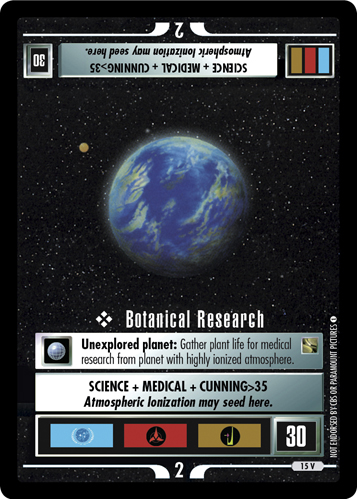 2
SCIENCE + MEDICAL + CUNNING>35
Atmospheric Ionization may seed here.
30
Botanical Research
Unexplored planet: Gather plant life for medical
research from planet with highly ionized atmosphere.
SCIENCE + MEDICAL + CUNNING>35
Atmospheric Ionization may seed here.
30
2
15 V
NOT ENDORSED BY CBS OR PARAMOUNT PICTURES